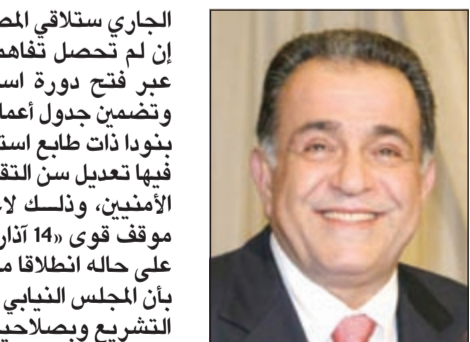 الجاري ستلاقي المص
إن لم تحصل تفاهم
عبر فتح دورة اس
وتضمين جدول أعما
بنودا ذات طابع است
فيها تعديل سن التق
الأمنيين، وذلك لا
موقف قوى «14 آذار
على حاله انطلاقا م
بأن المجلس النيابي
التشريع وبصلاحي